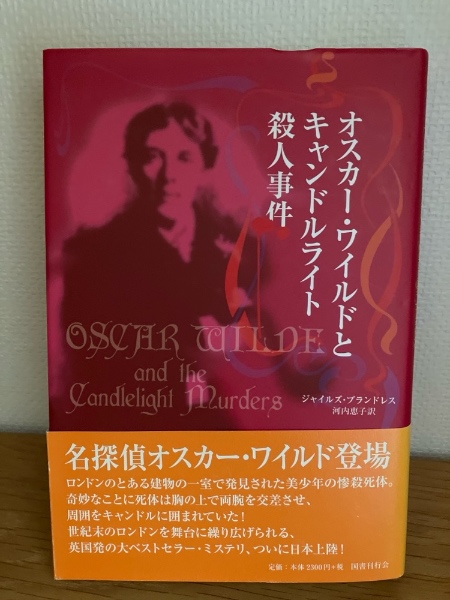 オスカー・ワイルドと
キャンドルライト
殺人事件
OSCAR WILDE
and the
Candlelight Murders
ジャイルズ・ブランドレス
河内恵子訳
名探偵オスカー・ワイルド登場
ロンドンのとある建物の一室で発見された美少年の惨殺死体。
奇妙なことに死体は胸の上で両腕を交差させ、
周囲をキャンドルに囲まれていた!
世紀末のロンドンを舞台に繰り広げられる、
英国発の大ベストセラー・ミステリ、ついに日本上陸!
定価:本体2300円+税 国書刊行会